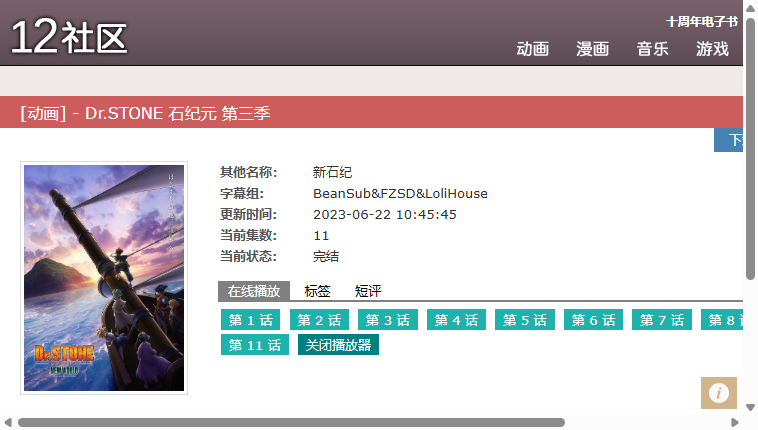 12社区
十周年电子书
动画 漫画 音乐 游戏
[动画] - Dr.STONE 石纪元 第三季
其他名称: 新石纪
字幕组: BeanSub&FZSD&LoliHouse
更新时间: 2023-06-22 10:45:45
当前集数: 11
当前状态: 完结
在线播放 标签 短评
第 1 话 第 2 话 第 3 话 第 4 话 第 5 话 第 6 话 第 7 话 第 8
第 11 话 关闭播放器
Dr.STONE
NEW WORLD